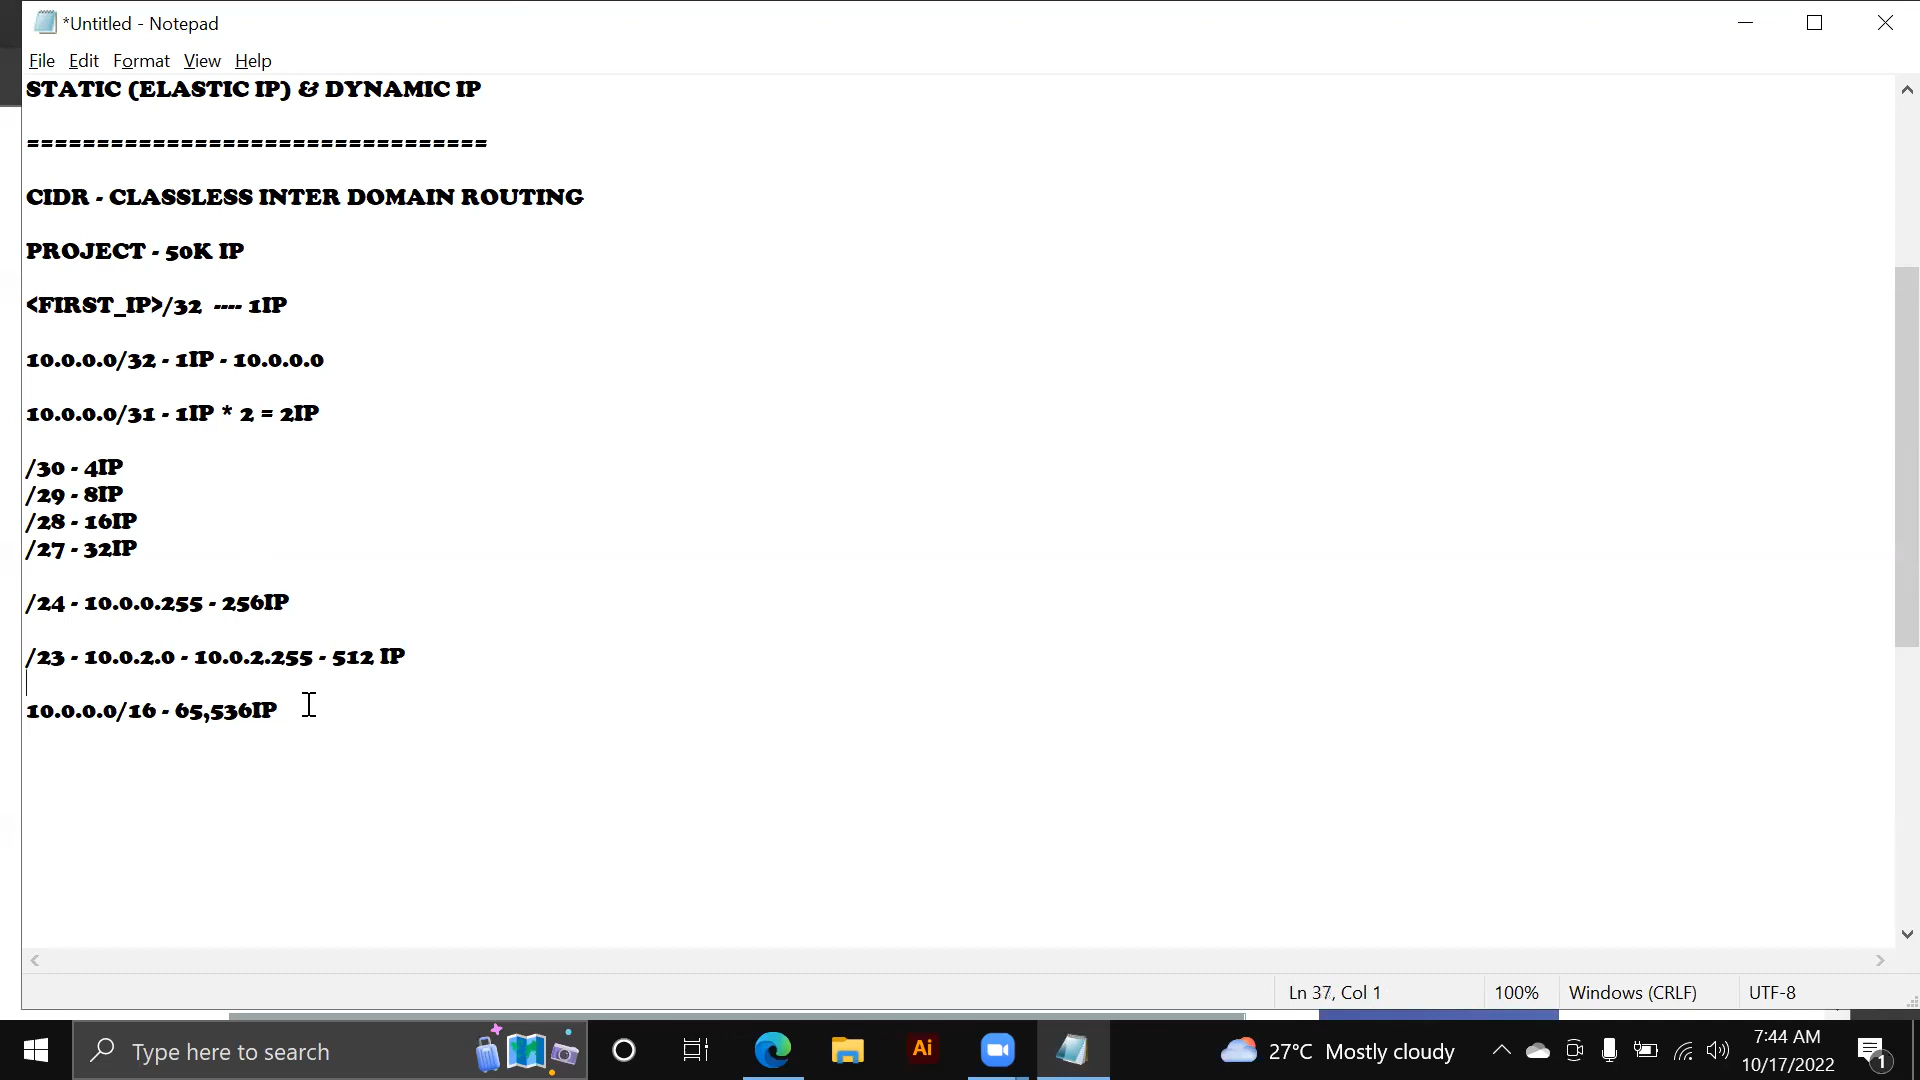 *Untitled - Notepad
File Edit Format View Help
STATIC (ELASTIC IP) & DYNAMIC IP
=================================
CIDR - CLASSLESS INTER DOMAIN ROUTING
PROJECT - 50K IP
<FIRST_IP>/32 ---- 1IP
10.0.0.0/32 - 1IP - 10.0.0.0
10.0.0.0/31 - 1IP * 2 = 2IP
/30 - 4IP
/29 - 8IP
/28 - 16IP
/27 - 32IP
/24 - 10.0.0.255 - 256IP
/23 - 10.0.2.0 - 10.0.2.255 - 512 IP
10.0.0.0/16 - 65,536IP
Ln 37, Col 1 100% Windows (CRLF) UTF-8
Type here to search
Ai
27°C Mostly cloudy
7:44 AM
10/17/2022
1